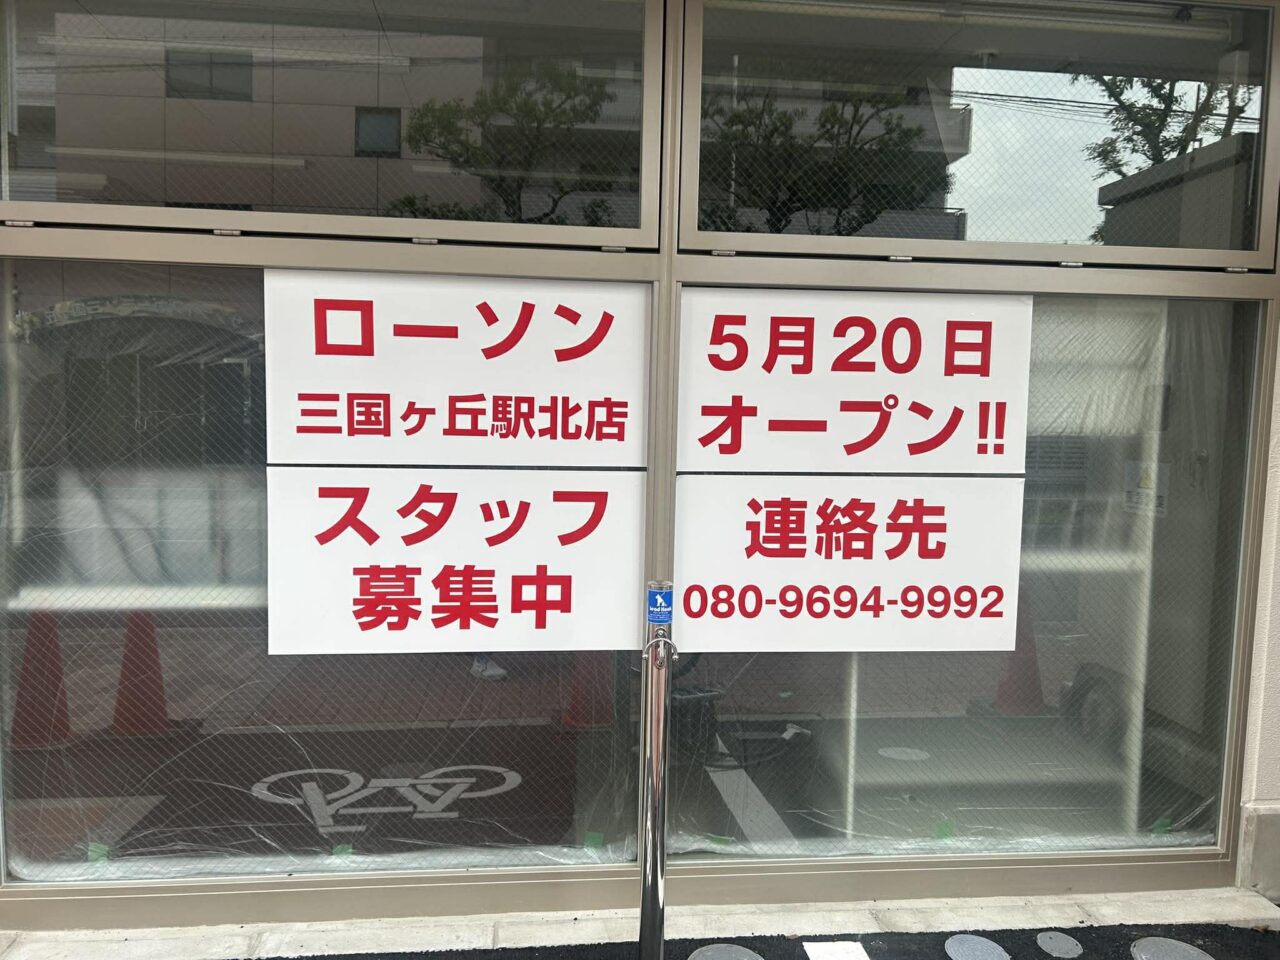 ローソン
三国ヶ丘駅北店
5月20日
オープン!!
スタッフ
募集中
連絡先
080-9694-9992